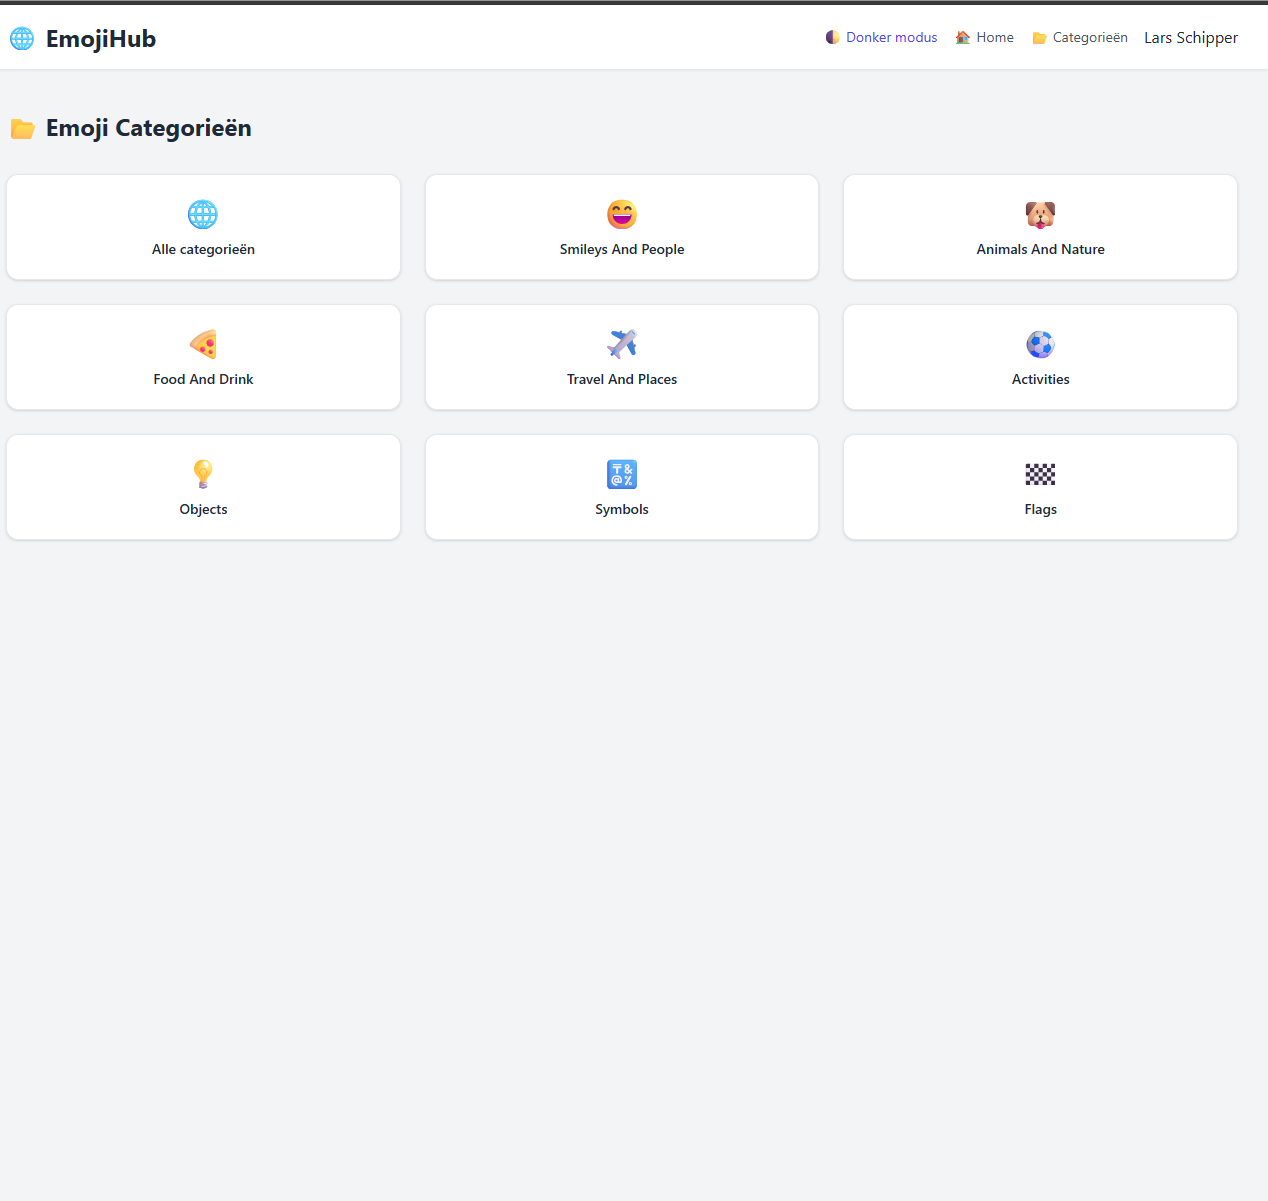 EmojiHub
Donker modus Home Categorieën Lars Schipper
Emoji Categorieën
Alle categorieën
Smileys And People
Animals And Nature
Food And Drink
Travel And Places
Activities
Objects
Symbols
Flags